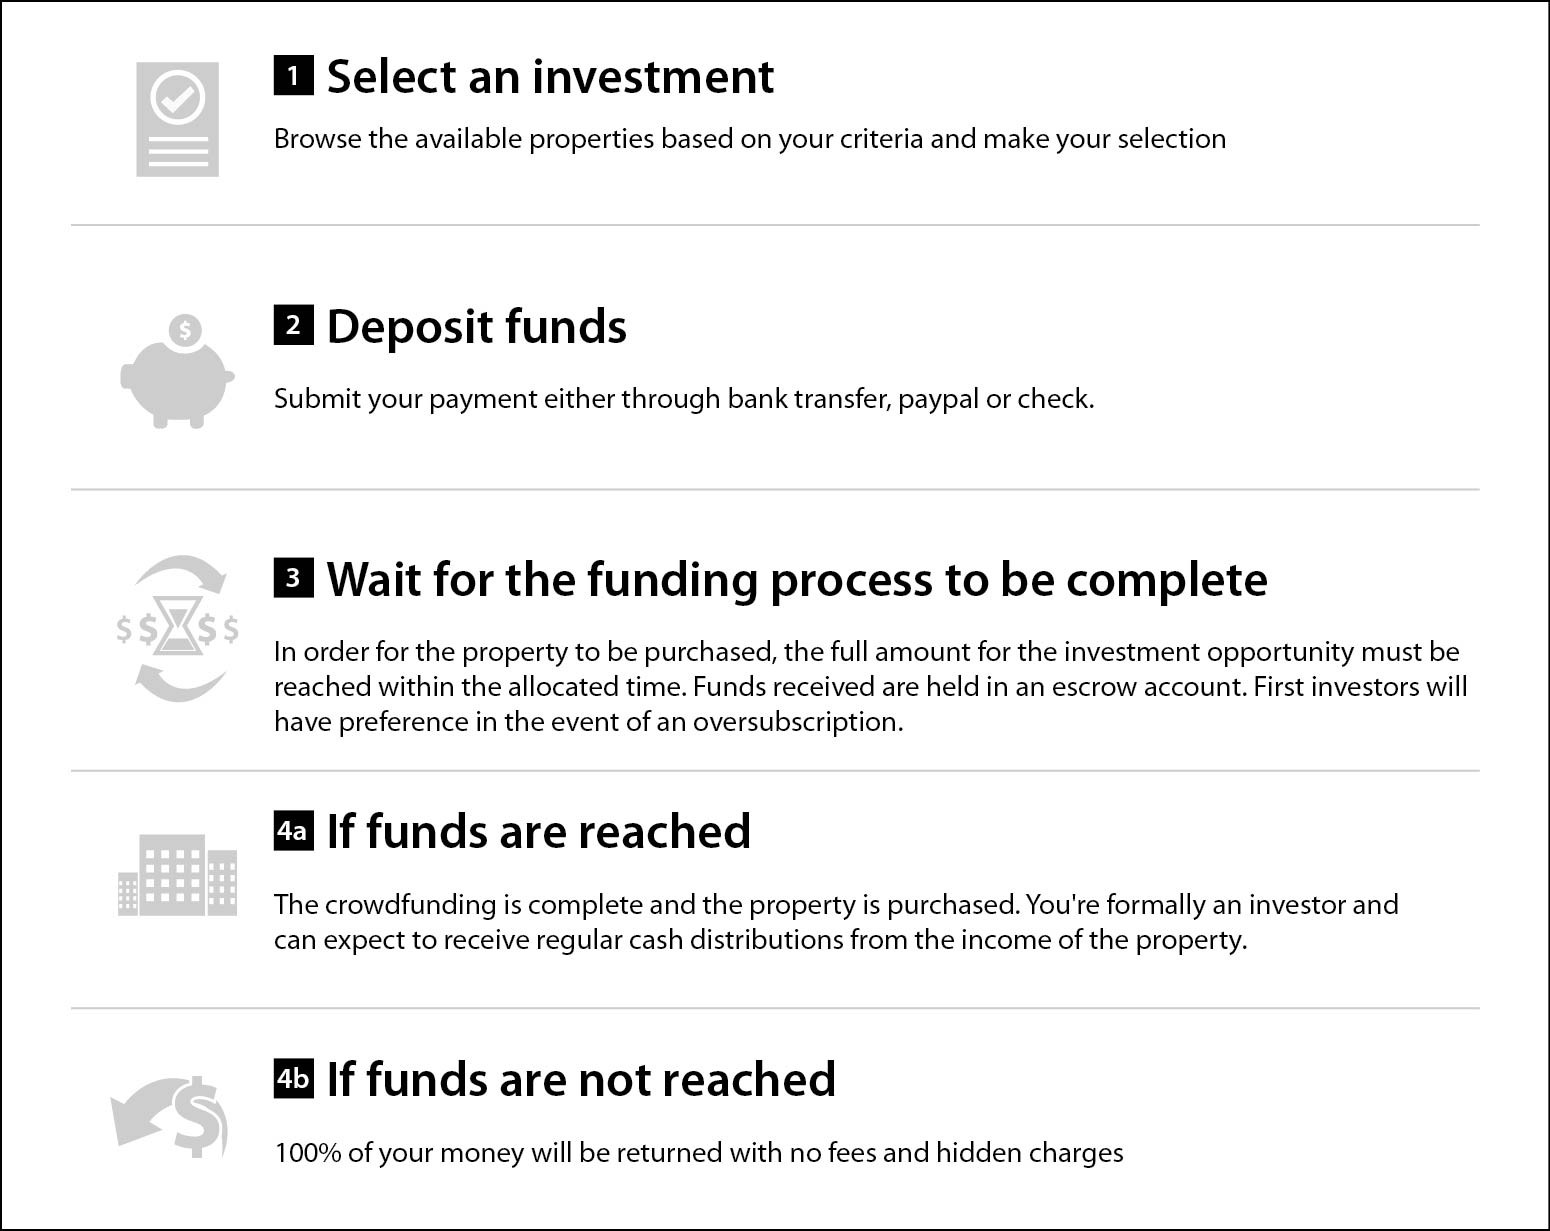 1 Select an investment
Browse the available properties based on your criteria and make your selection
$
2 Deposit funds
Submit your payment either through bank transfer, paypal or check.
3 Wait for the funding process to be complete
$ $ $ $
In order for the property to be purchased, the full amount for the investment opportunity must be
reached within the allocated time. Funds received are held in an escrow account. First investors will
have preference in the event of an oversubscription.
4a If funds are reached
The crowdfunding is complete and the property is purchased. You're formally an investor and
can expect to receive regular cash distributions from the income of the property.
4b If funds are not reached
$
100% of your money will be returned with no fees and hidden charges